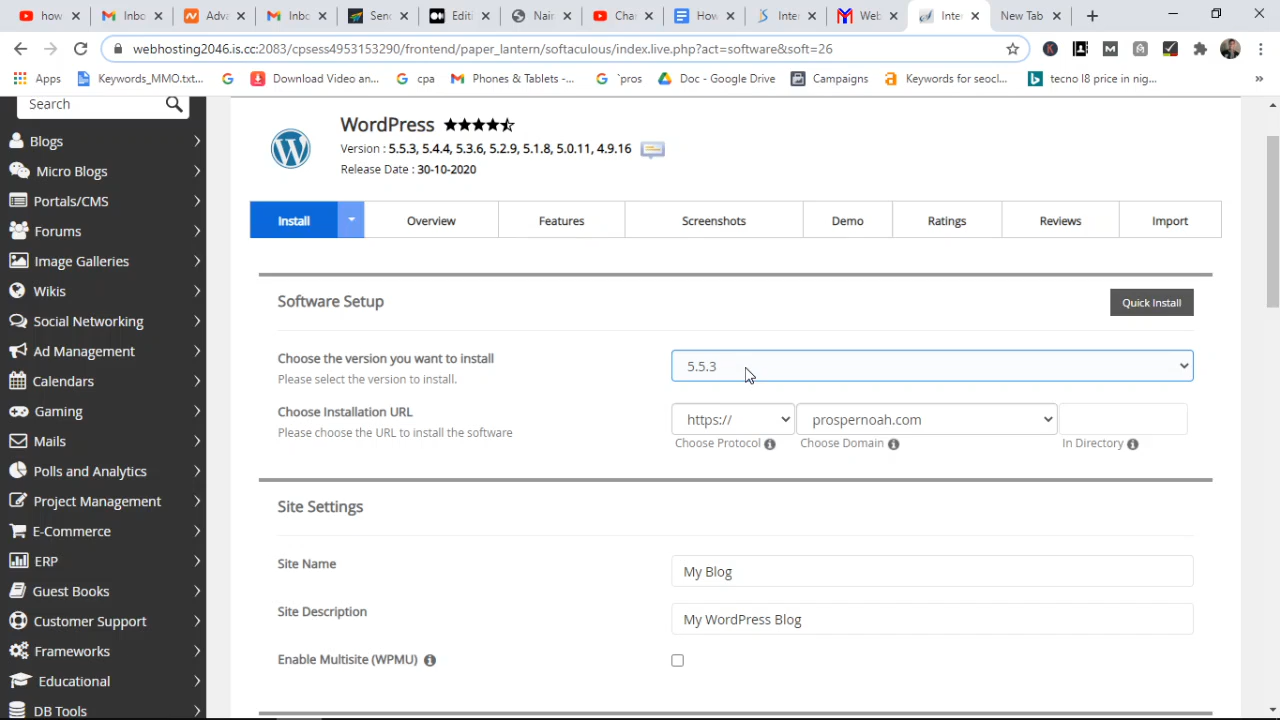 how
Inbo
Adva
Inbo
Senc
Editi
Nair
Cha
How
Inter
Web
Inte
New Tab
webhosting2046.is.cc:2083/cpsess4953153290/frontend/paper_lantern/softaculous/index.live.php?act=software&soft=26
Apps
Keywords_MMO.txt...
Download Video an...
cpa
Phones & Tablets -...
`pros
Doc - Google Drive
Campaigns
Keywords for seocl...
tecno l8 price in nig...
»
Search
Blogs
Micro Blogs
Portals/CMS
Forums
Image Galleries
Wikis
Social Networking
Ad Management
Calendars
Gaming
Mails
Polls and Analytics
Project Management
E-Commerce
ERP
Guest Books
Customer Support
Frameworks
Educational
DB Tools
WordPress
Version : 5.5.3, 5.4.4, 5.3.6, 5.2.9, 5.1.8, 5.0.11, 4.9.16
Release Date : 30-10-2020
Install
Overview
Features
Screenshots
Demo
Ratings
Reviews
Import
Software Setup
Quick Install
Choose the version you want to install
Please select the version to install.
5.5.3
Choose Installation URL
Please choose the URL to install the software
https://
prospernoah.com
Choose Protocol
Choose Domain
In Directory
Site Settings
Site Name
My Blog
Site Description
My WordPress Blog
Enable Multisite (WPMU)